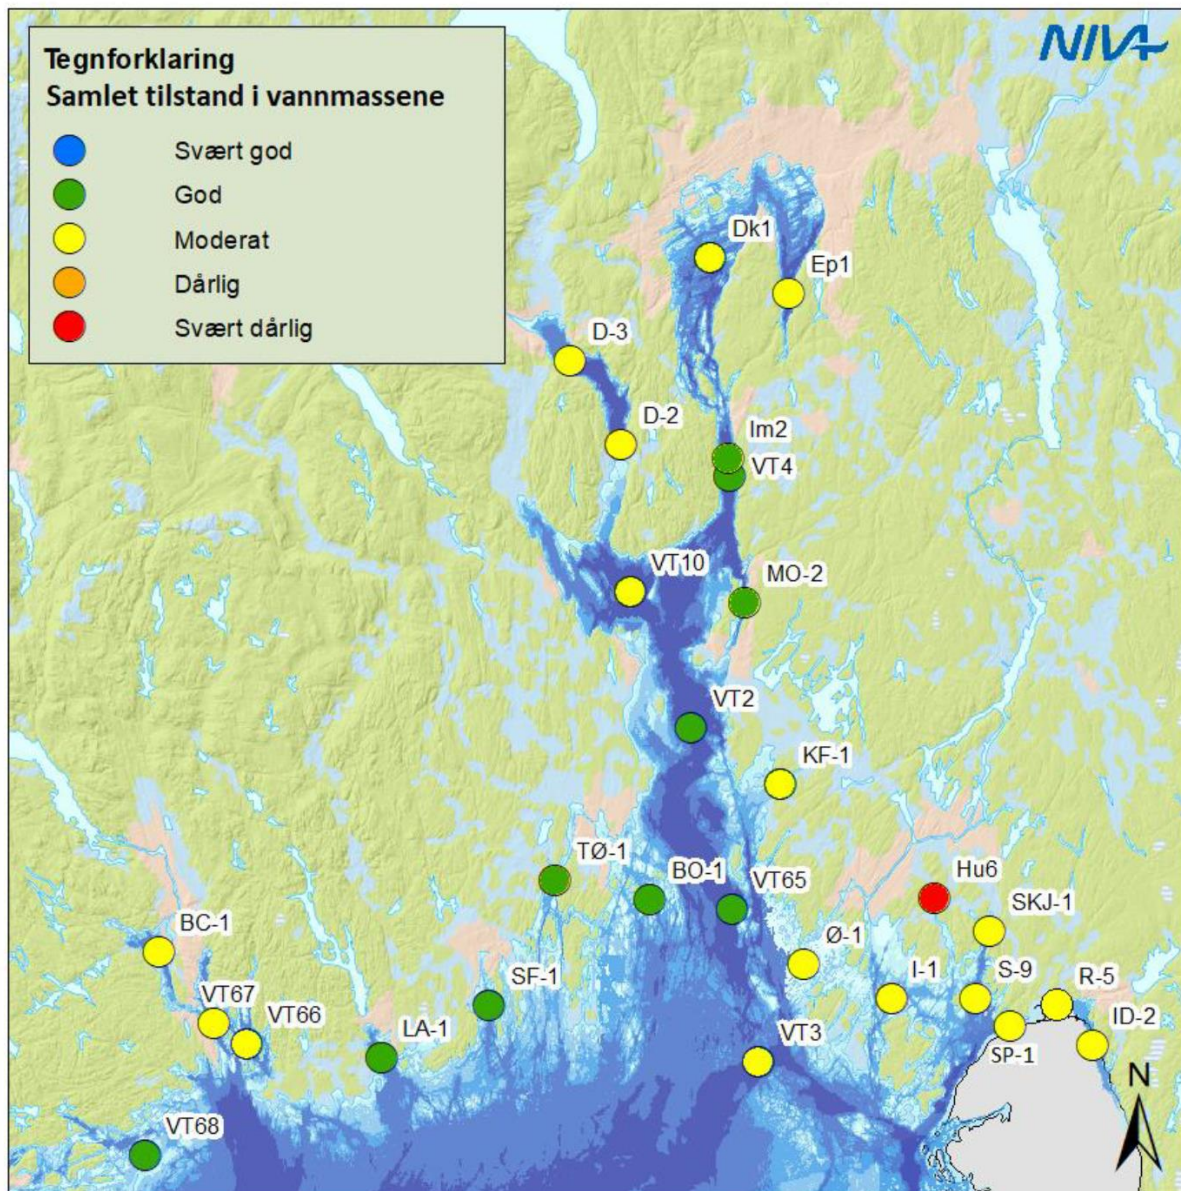 NIVA
Tegnforklaring
Samlet tilstand i vannmassene
Svært god
God
Moderat
Dårlig
Svært dårlig
Dk1
Ep1
D-3
D-2
Im2
VT4
VT10
MO-2
VT2
KF-1
TØ-1
BO-1
VT65
Hu6
SKJ-1
BC-1
Ø-1
SF-1
I-1
S-9
R-5
VT67
VT66
LA-1
VT3
SP-1
ID-2
N
VT68